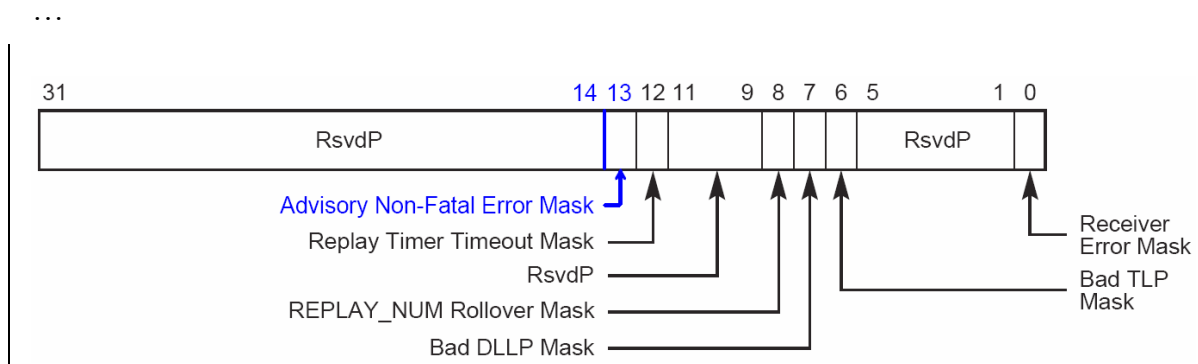 ...
31 14 13 12 11 9 8 7 6 5 1 0
RsvdP RsvdP
Advisory Non-Fatal Error Mask
Replay Timer Timeout Mask
RsvdP
REPLAY_NUM Rollover Mask
Bad DLLP Mask
Receiver
Error Mask
Bad TLP
Mask